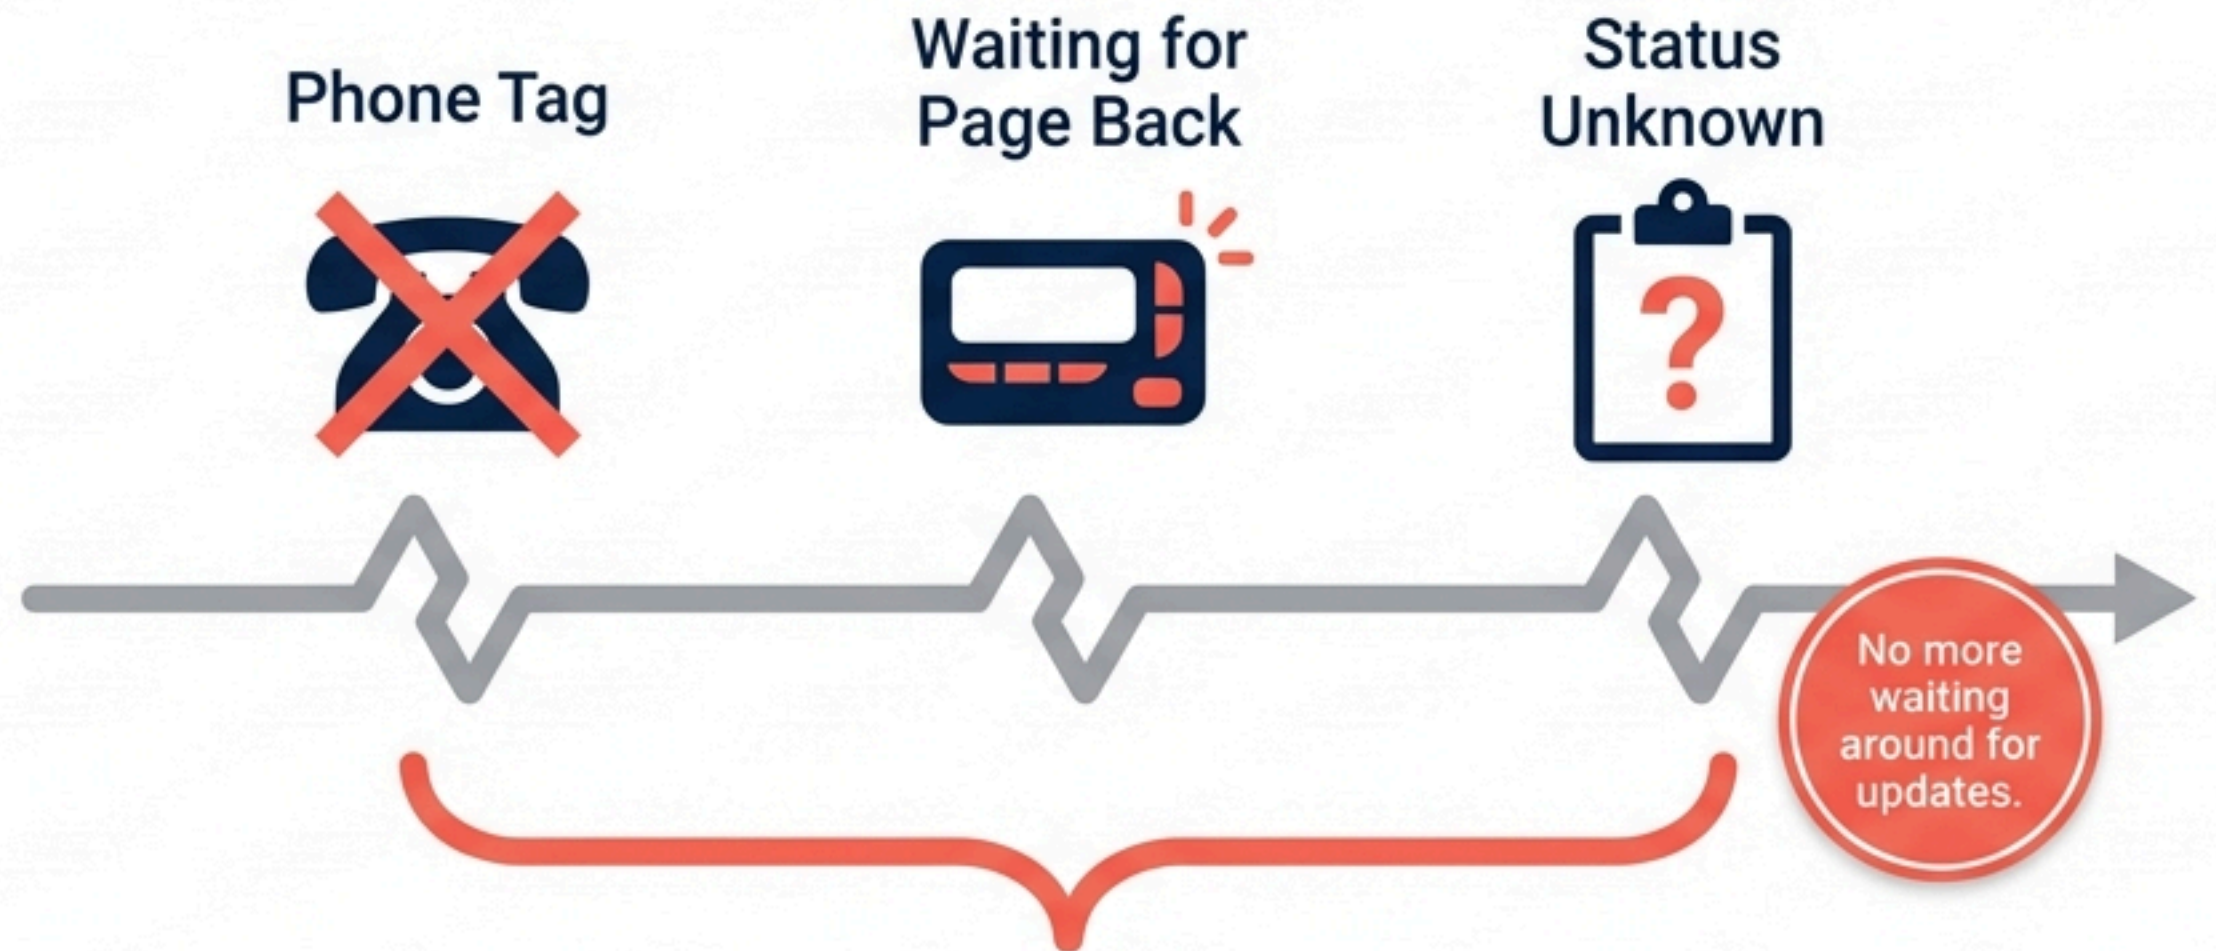 Phone Tag
Waiting for
Page Back
Status
Unknown
?
No more
waiting
around for
updates.